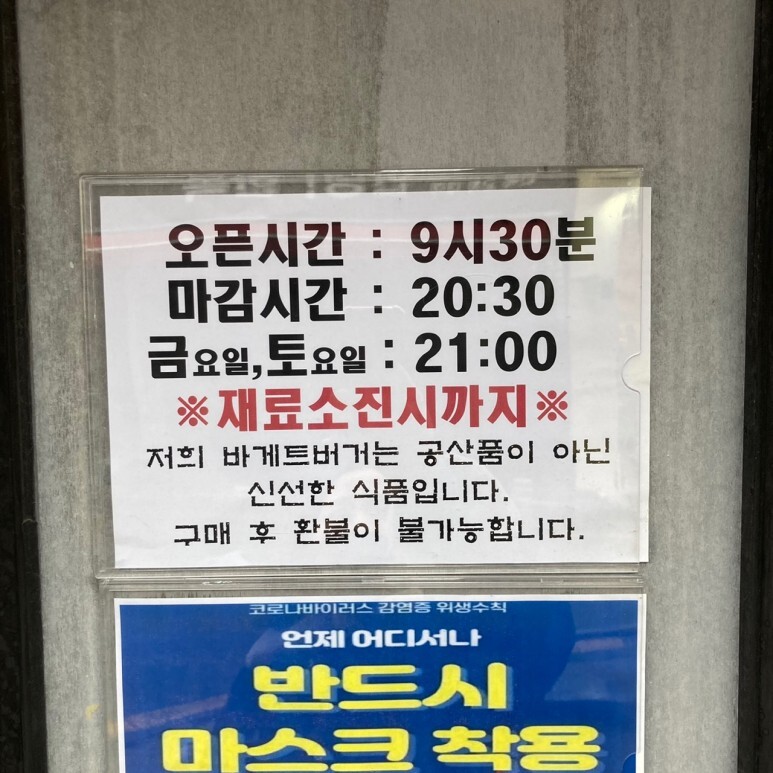 오픈시간 : 9시30분
마감시간 : 20:30
금요일,토요일 : 21:00
※재료소진시까지※
저희 바게트버거는 공산품이 아닌
신선한 식품입니다.
구매 후 환불이 불가능합니다.
코로나바이러스 감염증 위생수칙
언제 어디서나
반드시
마스크 착용